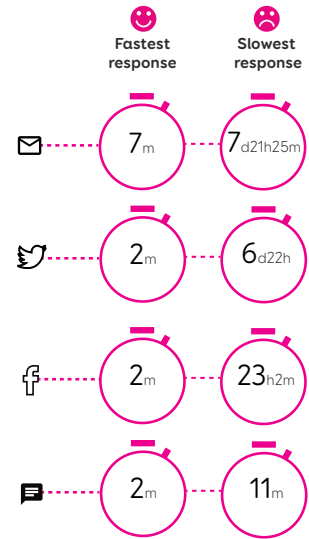 Fastest response
Slowest response
7m
7d21h25m
2m
6d22h
2m
23h2m
2m
11m